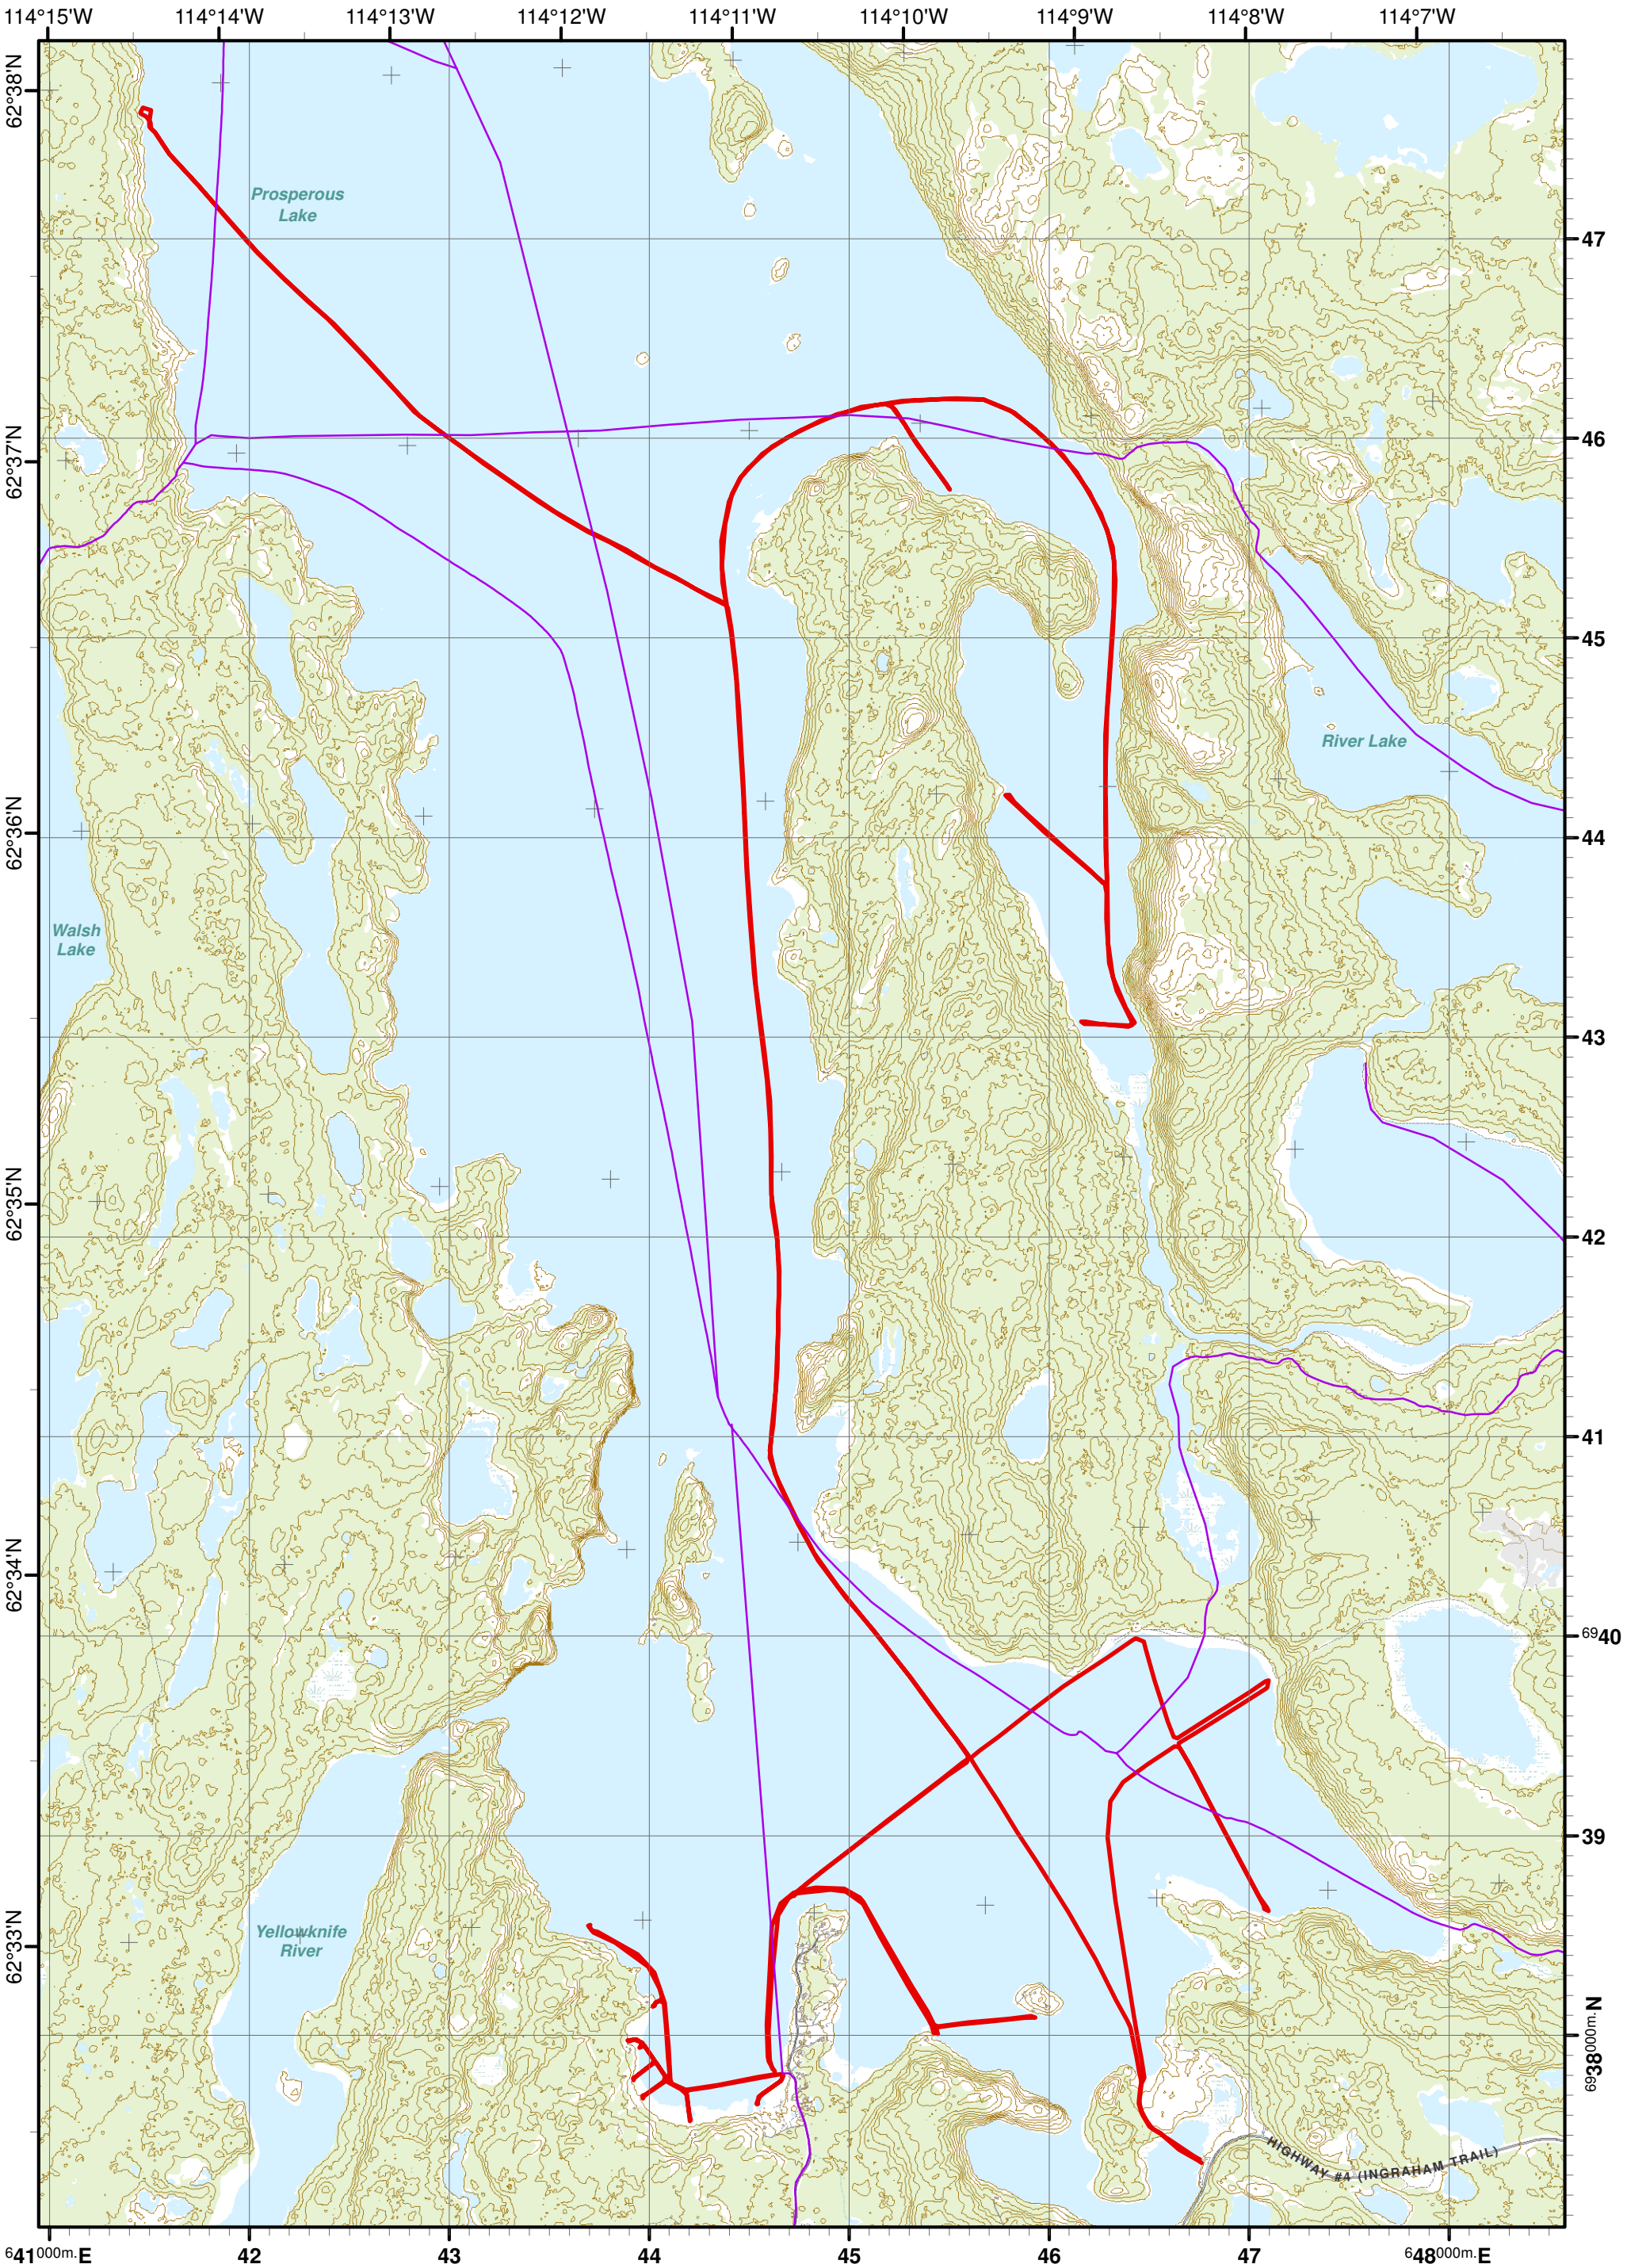 114°15'W 114°14'W 114°13'W 114°12'W 114°11'W 114°10'W 114°9'W 114°8'W 114°7'W
62°38'N
Prosperous
Lake
47
46
62°37'N
45
River Lake
62°36'N
44
Walsh
Lake
43
62°35'N
42
41
62°34'N
6940
39
Yellowknife
River
62°33'N
6938000m. N
HIGHWAY #4 (INGRAHAM TRAIL)
641000m. E 42 43 44 45 46 47 648000m. E